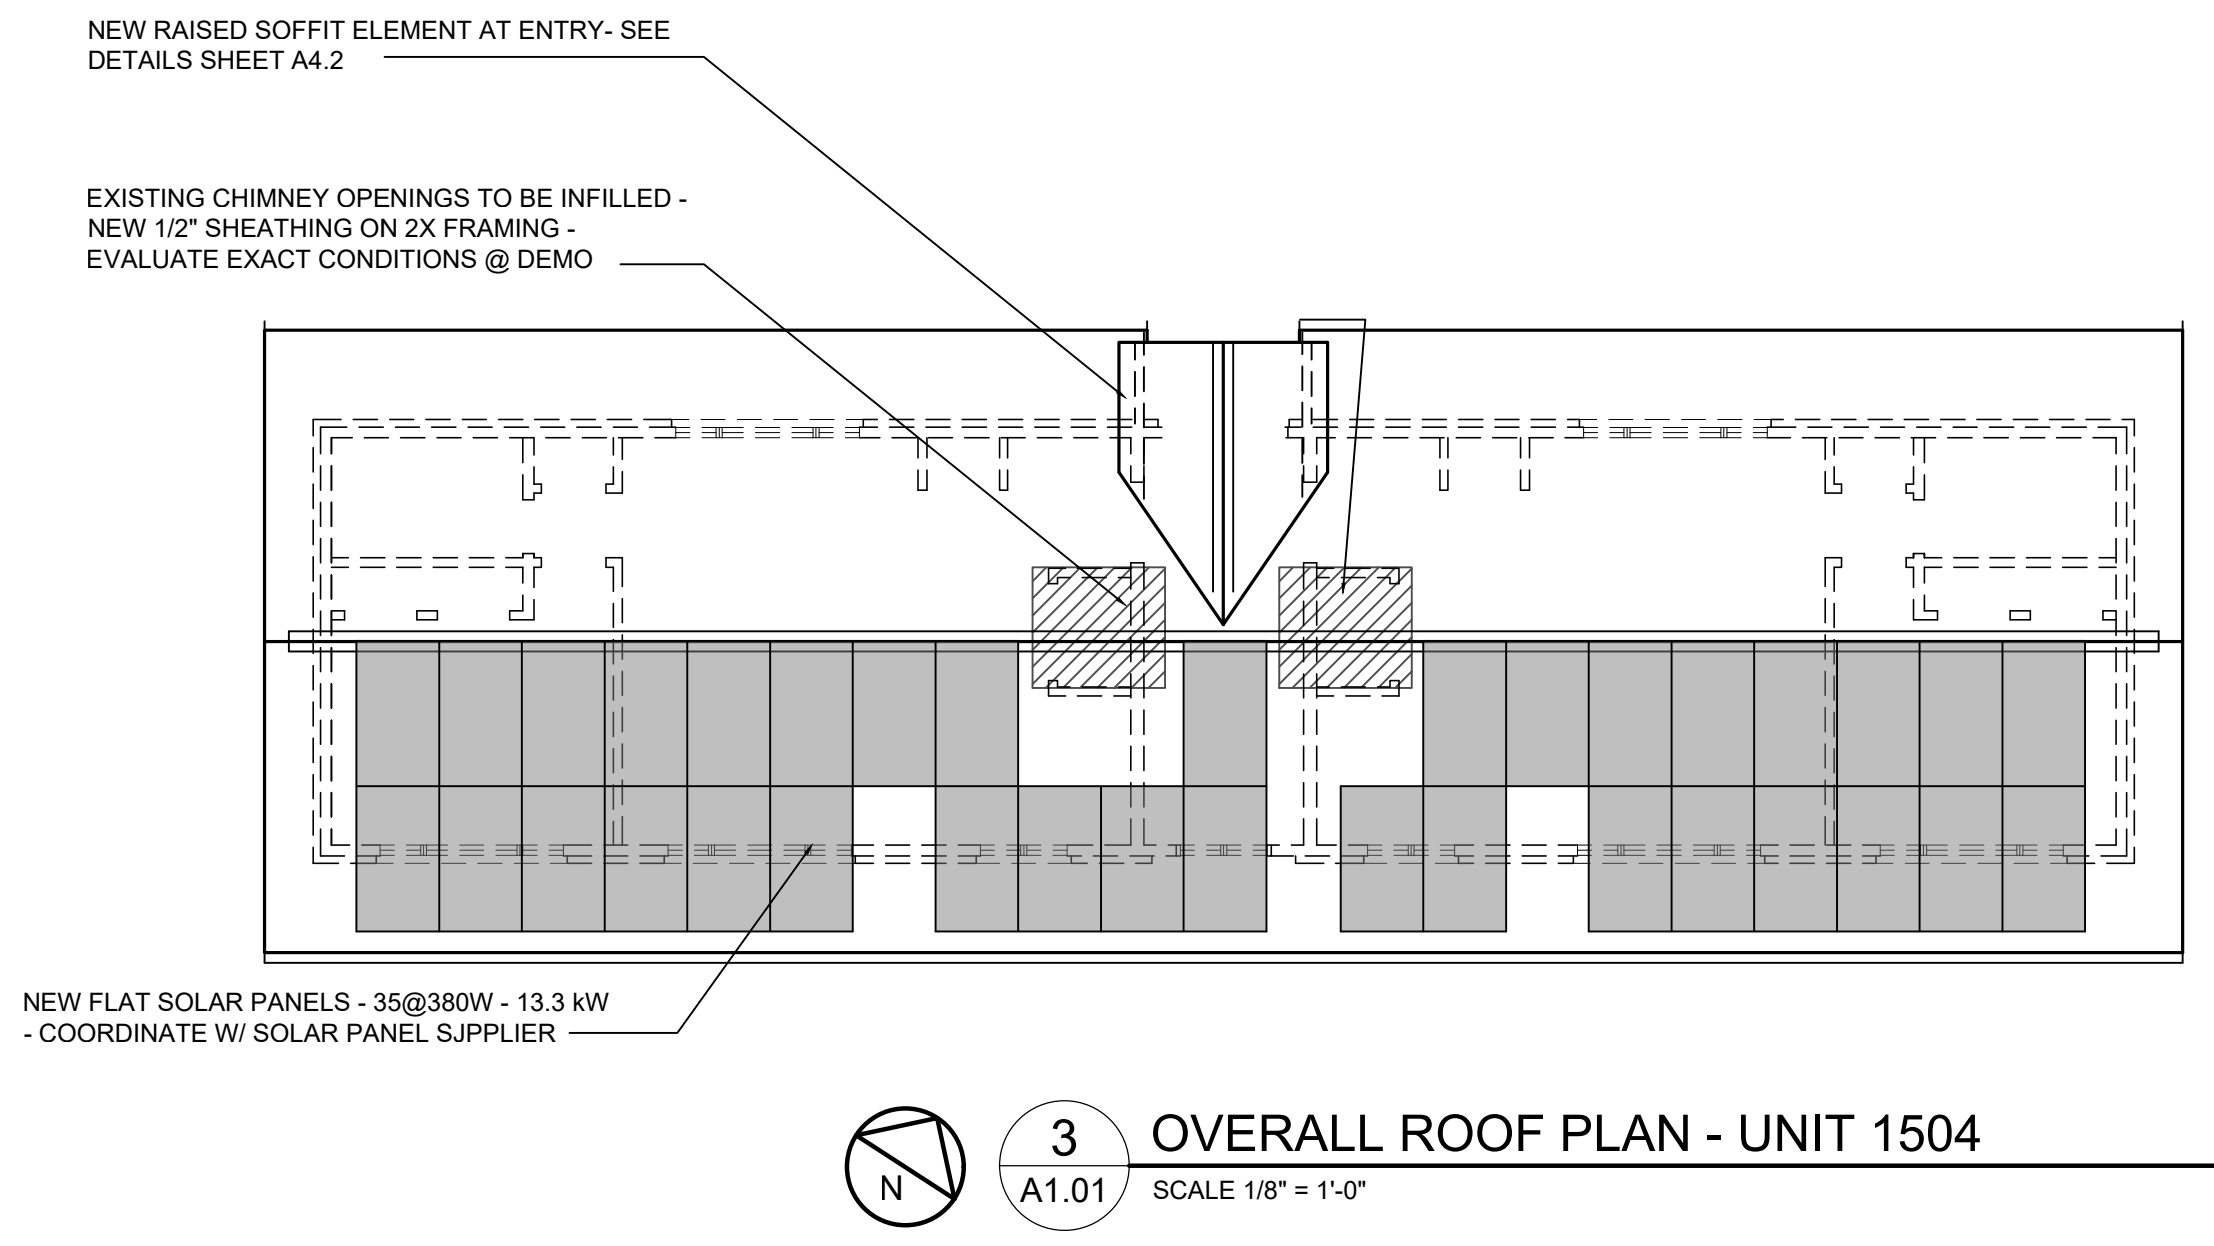 NEW RAISED SOFFIT ELEMENT AT ENTRY- SEE
DETAILS SHEET A4.2
EXISTING CHIMNEY OPENINGS TO BE INFILLED -
NEW 1/2" SHEATHING ON 2X FRAMING -
EVALUATE EXACT CONDITIONS @ DEMO
NEW FLAT SOLAR PANELS - 35@380W - 13.3 kW
- COORDINATE W/ SOLAR PANEL SJPPLIER
N
3
A1.01
OVERALL ROOF PLAN - UNIT 1504
SCALE 1/8" = 1'-0"